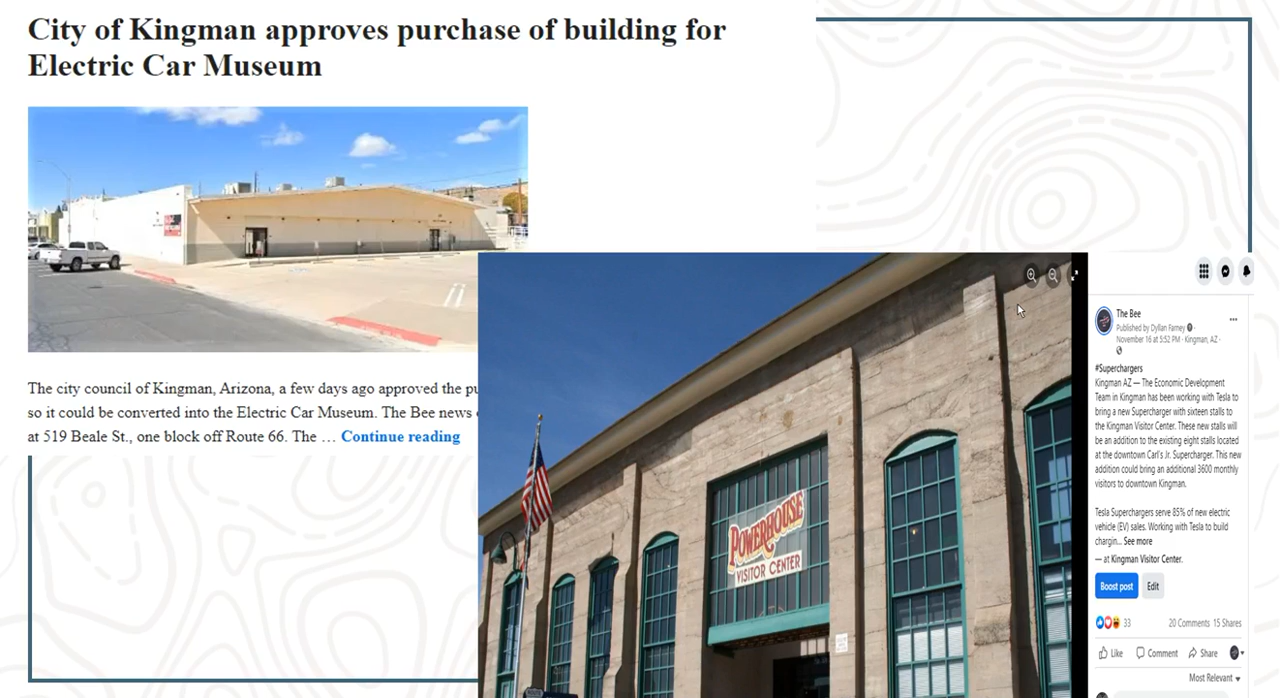 City of Kingman approves purchase of building for
Electric Car Museum
The city council of Kingman, Arizona, a few days ago approved the pu
so it could be converted into the Electric Car Museum. The Bee news
at 519 Beale St., one block off Route 66. The … Continue reading
POWERHOUSE
VISITOR CENTER
The Bee
Published by Dyllan Farney
November 16 at 5:52 PM · Kingman, AZ ·
#Superchargers
Kingman AZ — The Economic Development
Team in Kingman has been working with Tesla to
bring a new Supercharger with sixteen stalls to
the Kingman Visitor Center. These new stalls will
be an addition to the existing eight stalls located
at the downtown Carl's Jr. Supercharger. This new
addition could bring an additional 3600 monthly
visitors to downtown Kingman.
Tesla Superchargers serve 85% of new electric
vehicle (EV) sales. Working with Tesla to build
chargin... See more
— at Kingman Visitor Center.
Boost post Edit
33 20 Comments 15 Shares
Like Comment Share
Most Relevant